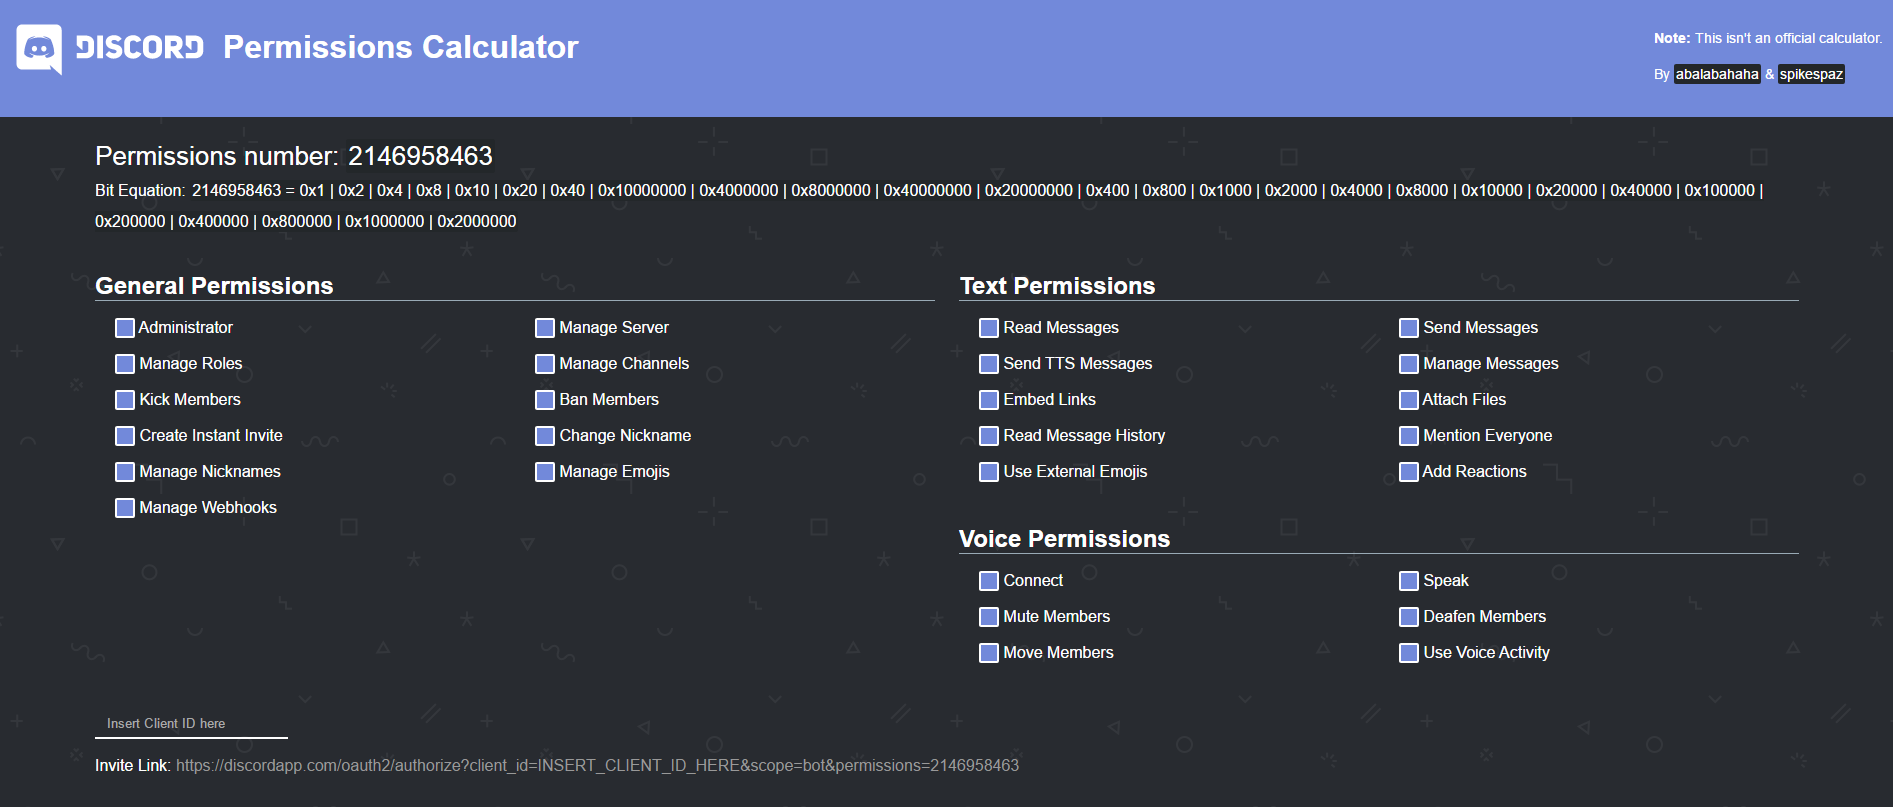 DISCORD Permissions Calculator
Note: This isn't an official calculator.
By abalabahaha & spikespaz
Permissions number: 2146958463
Bit Equation: 2146958463 = 0x1 | 0x2 | 0x4 | 0x8 | 0x10 | 0x20 | 0x40 | 0x10000000 | 0x4000000 | 0x8000000 | 0x40000000 | 0x20000000 | 0x400 | 0x800 | 0x1000 | 0x2000 | 0x4000 | 0x8000 | 0x10000 | 0x20000 | 0x40000 | 0x100000 |
0x200000 | 0x400000 | 0x800000 | 0x1000000 | 0x2000000
General Permissions
Administrator
Manage Server
Manage Roles
Manage Channels
Kick Members
Ban Members
Create Instant Invite
Change Nickname
Manage Nicknames
Manage Emojis
Manage Webhooks
Text Permissions
Read Messages
Send Messages
Send TTS Messages
Manage Messages
Embed Links
Attach Files
Read Message History
Mention Everyone
Use External Emojis
Add Reactions
Voice Permissions
Connect
Speak
Mute Members
Deafen Members
Move Members
Use Voice Activity
Insert Client ID here
Invite Link: https://discordapp.com/oauth2/authorize?client_id=INSERT_CLIENT_ID_HERE&scope=bot&permissions=2146958463